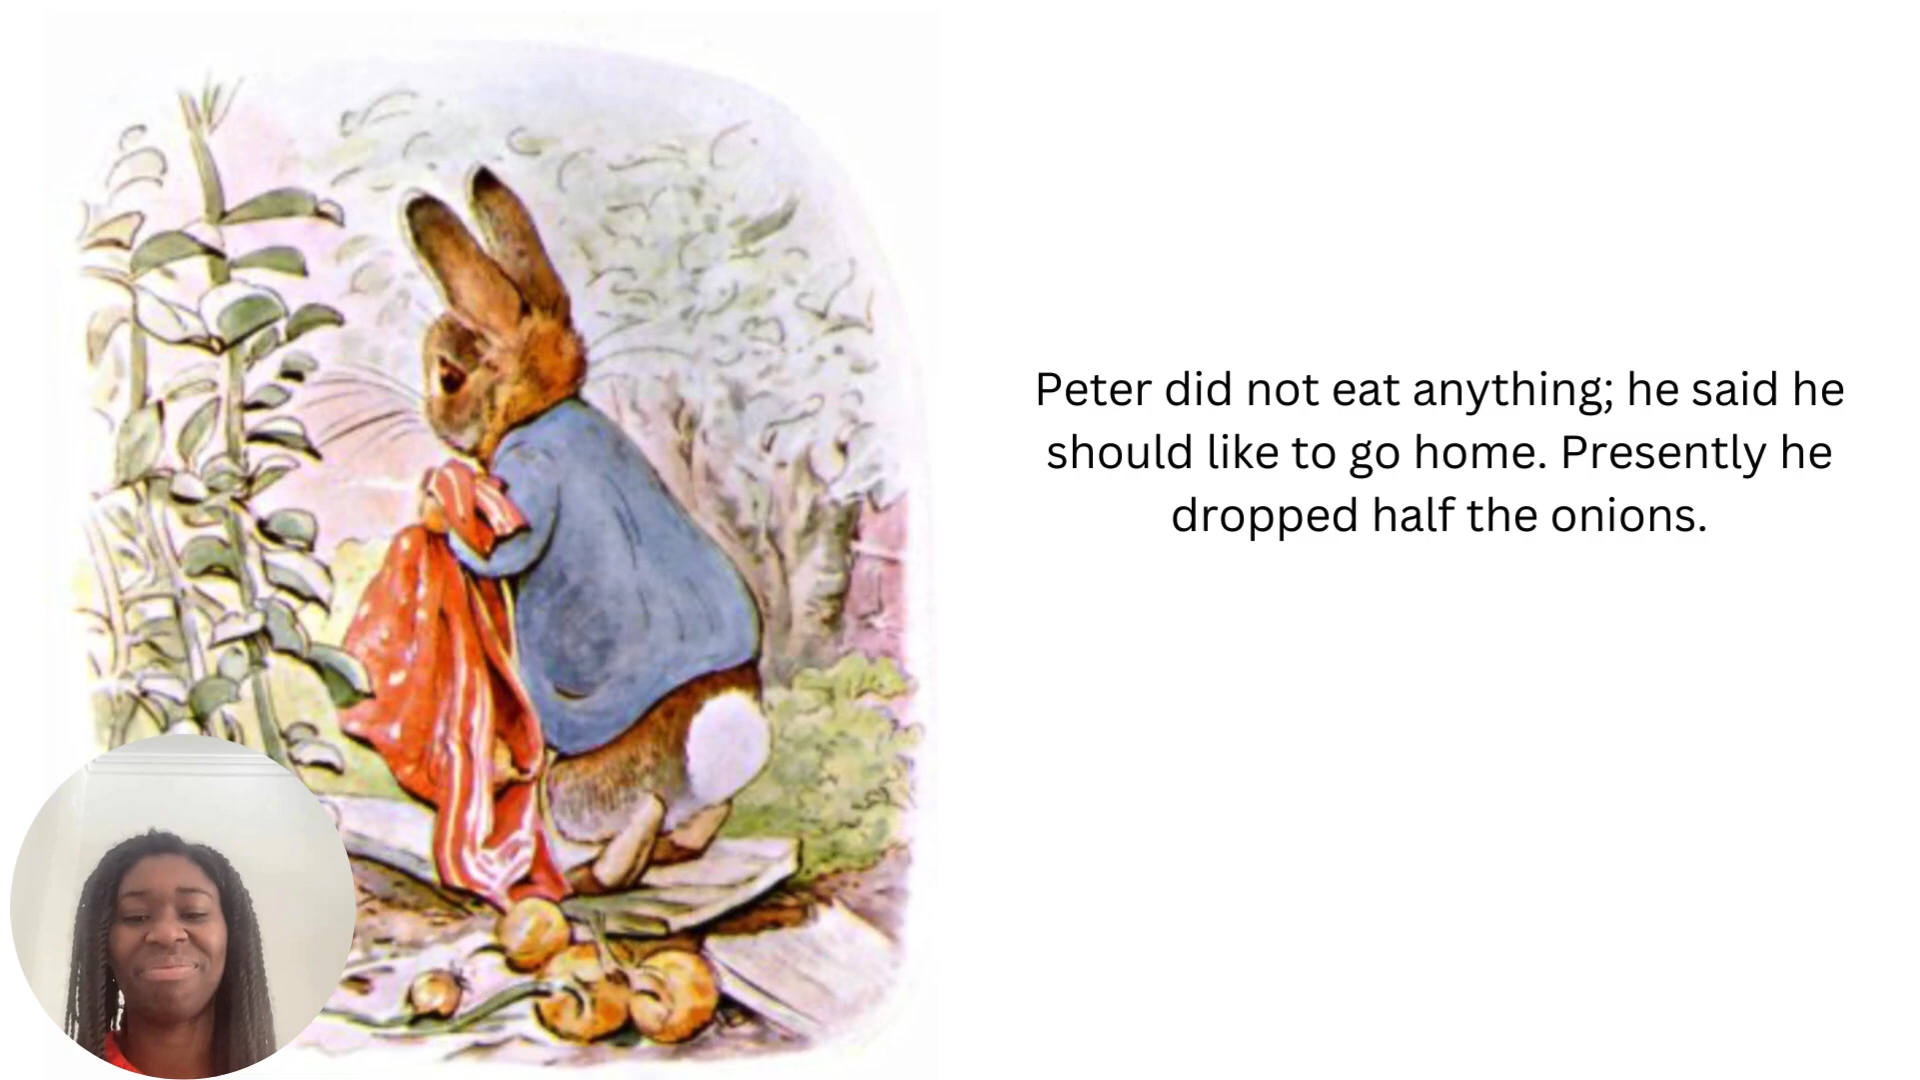 Peter did not eat anything; he said he
should like to go home. Presently he
dropped half the onions.